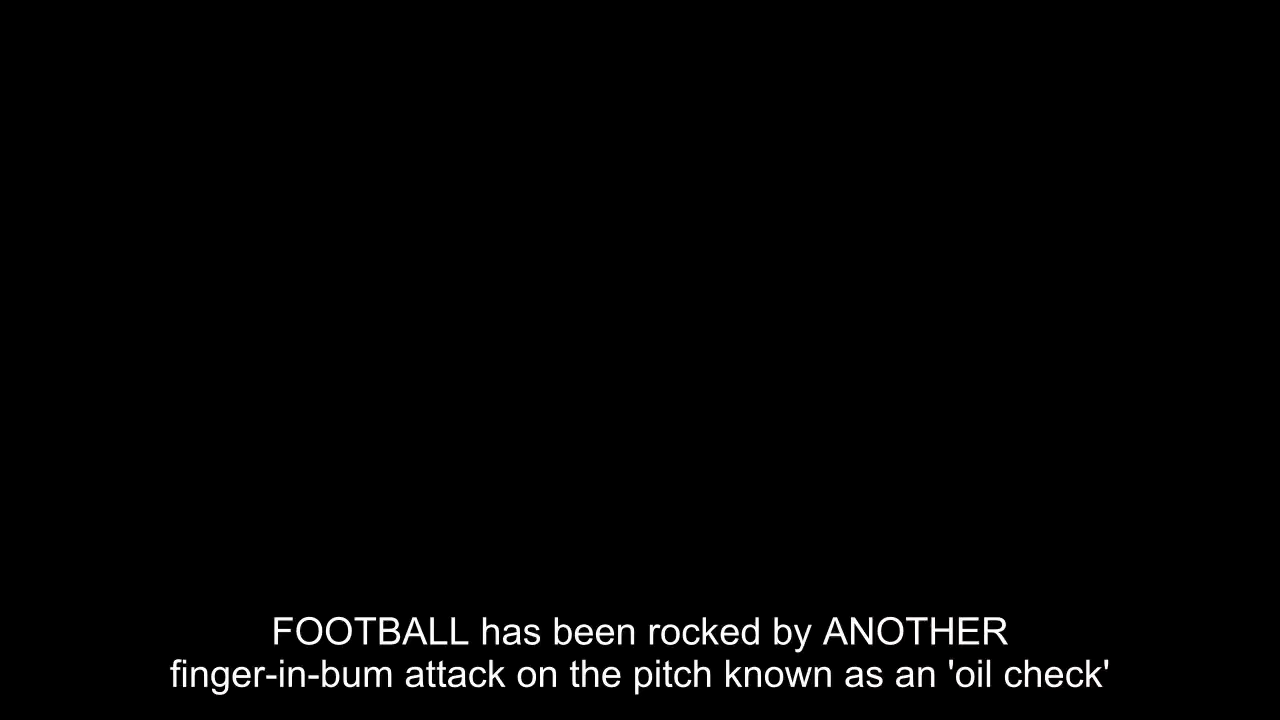 FOOTBALL has been rocked by ANOTHER
finger-in-bum attack on the pitch known as an 'oil check'